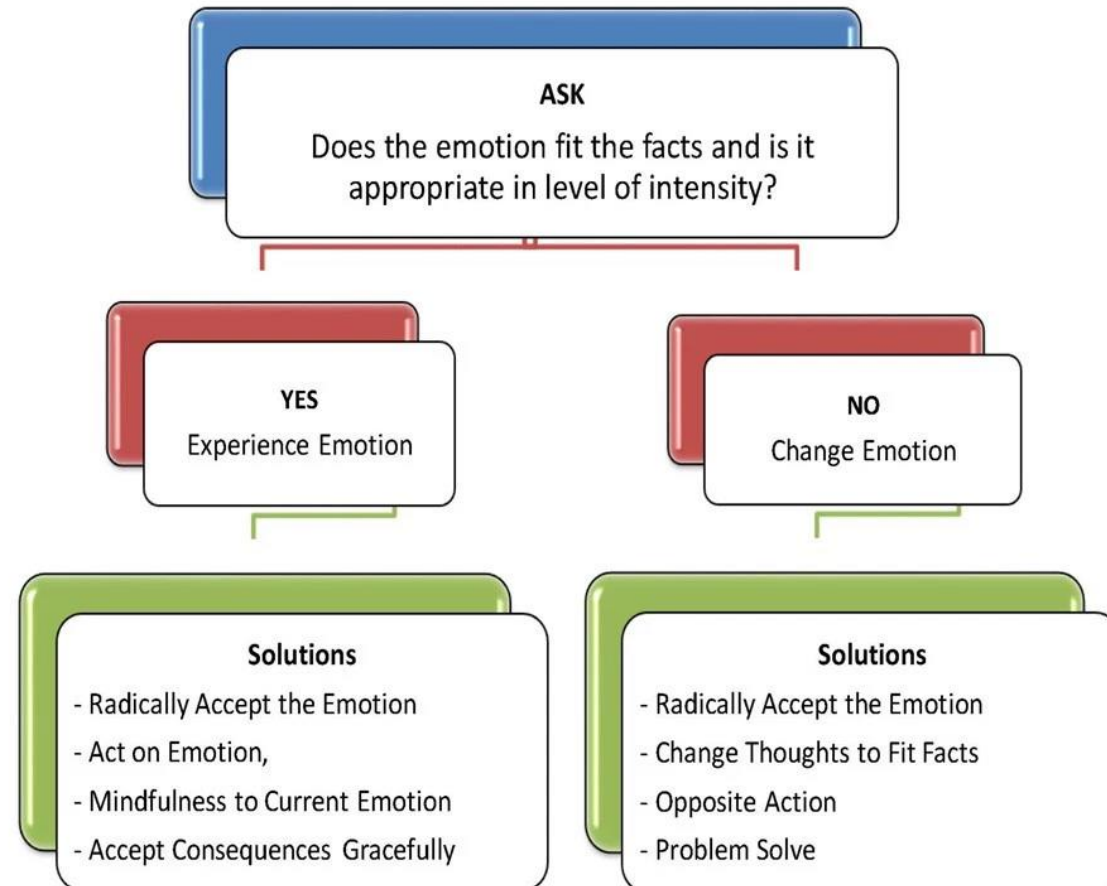 ASK
Does the emotion fit the facts and is it
appropriate in level of intensity?
YES
Experience Emotion
NO
Change Emotion
Solutions
- Radically Accept the Emotion
- Act on Emotion,
- Mindfulness to Current Emotion
- Accept Consequences Gracefully
Solutions
- Radically Accept the Emotion
- Change Thoughts to Fit Facts
- Opposite Action
- Problem Solve